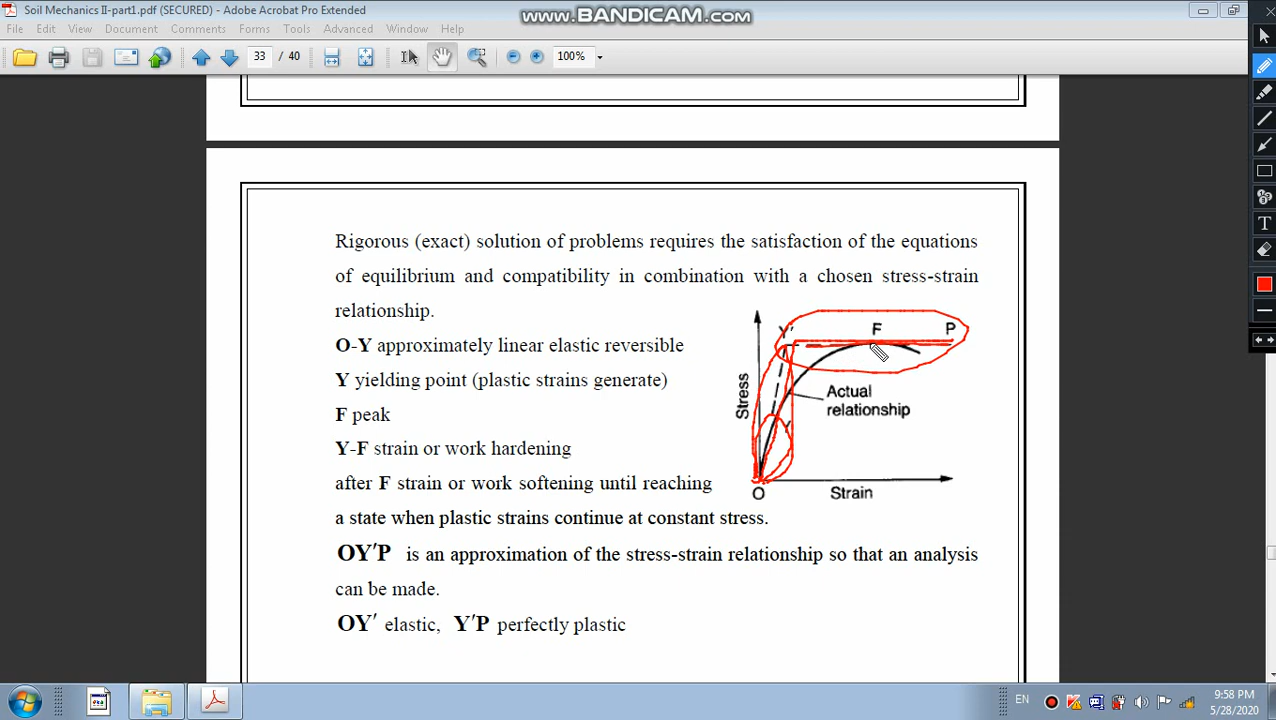 Soil Mechanics II-part1.pdf (SECURED) - Adobe Acrobat Pro Extended
www.BANDICAM.com
File Edit View Document Comments Forms Tools Advanced Window Help
33 / 40 100%
Rigorous (exact) solution of problems requires the satisfaction of the equations
of equilibrium and compatibility in combination with a chosen stress-strain
relationship.
O-Y approximately linear elastic reversible
Y yielding point (plastic strains generate)
F peak
Y-F strain or work hardening
after F strain or work softening until reaching
a state when plastic strains continue at constant stress.
Y' F P
Stress
Actual
relationship
Y
O Strain
OY′P is an approximation of the stress-strain relationship so that an analysis
can be made.
OY′ elastic, Y′P perfectly plastic
T
EN
9:58 PM
5/28/2020